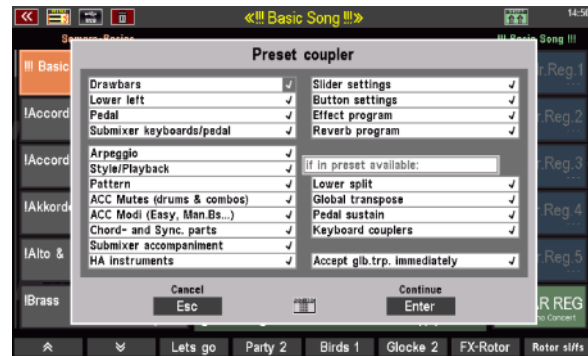 «!!! Basic Song !!!»
14:56
!!! Basic
Preset coupler
Song !!!
r.Reg.1
Drawbars
Lower left
Pedal
Submixer keyboards/pedal
Slider settings
Button settings
Effect program
Reverb program
!Accord
r.Reg.2
Arpeggio
Style/Playback
Pattern
ACC Mutes (drums & combos)
ACC Modi (Easy, Man.Bs...)
Chord- and Sync. parts
Submixer accompaniment
HA instruments
if in preset available:
Lower split
Global transpose
Pedal sustain
Keyboard couplers
Accept glb.trp. immediately
!Accord
r.Reg.3
!Akkord
r.Reg.4
!Alto &
r.Reg.5
!Brass
Cancel
Esc
Continue
Enter
AR REG
Concert
Lets go
Party 2
Birds 1
Glocke 2
FX-Rotor
Rotor sl/fs